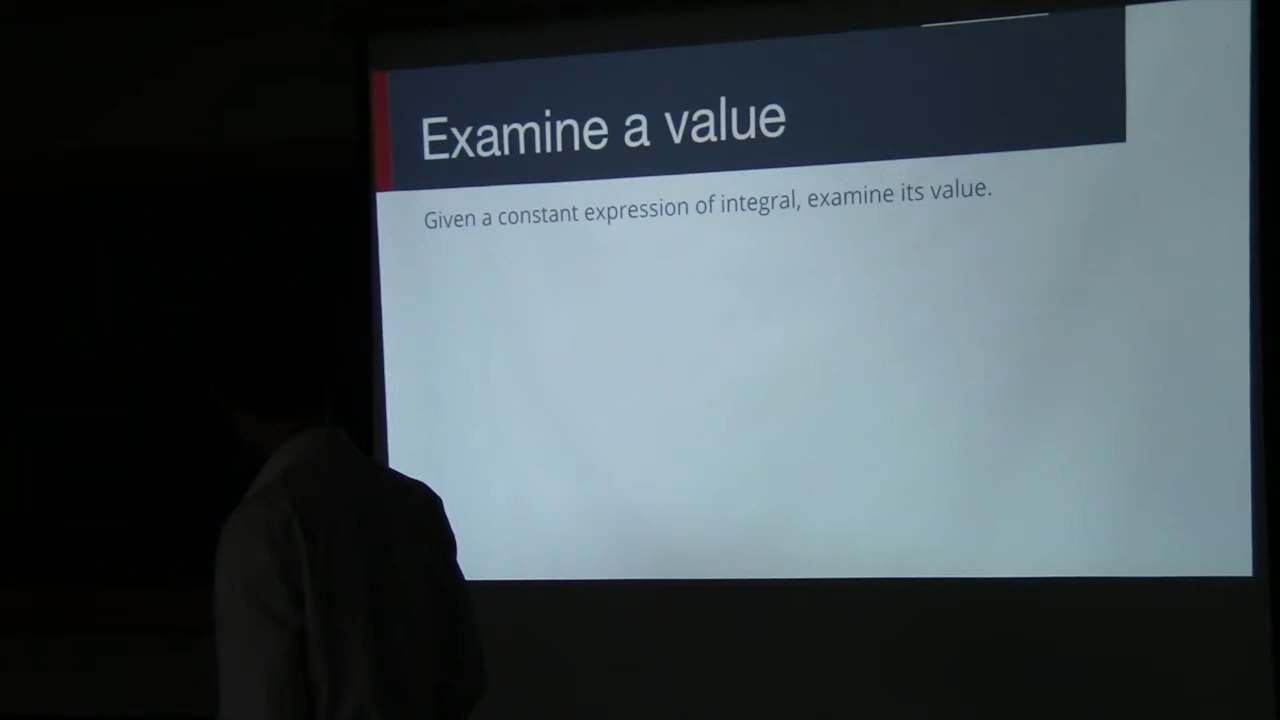 Examine a value
Given a constant expression of integral, examine its value.